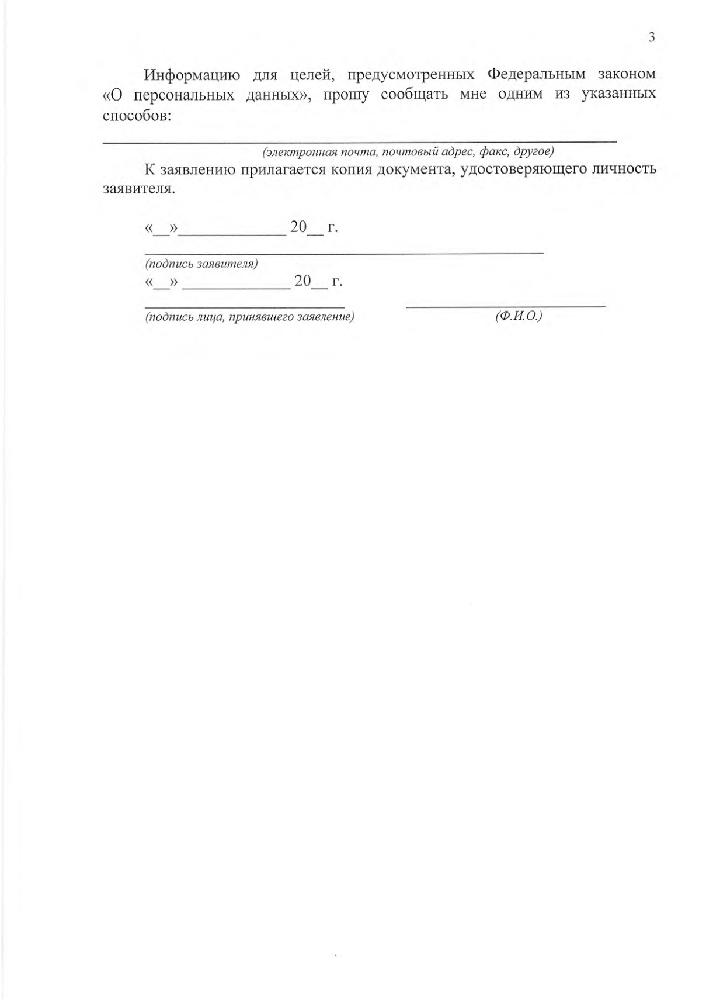 3
Информацию для целей, предусмотренных Федеральным законом
«О персональных данных», прошу сообщать мне одним из указанных
способов:
(электронная почта, почтовый адрес, факс, другое)
К заявлению прилагается копия документа, удостоверяющего личность
заявителя.
«__»_____________ 20__ г.
(подпись заявителя)
«__» _____________ 20__ г.
(подпись лица, принявшего заявление) (Ф.И.О.)